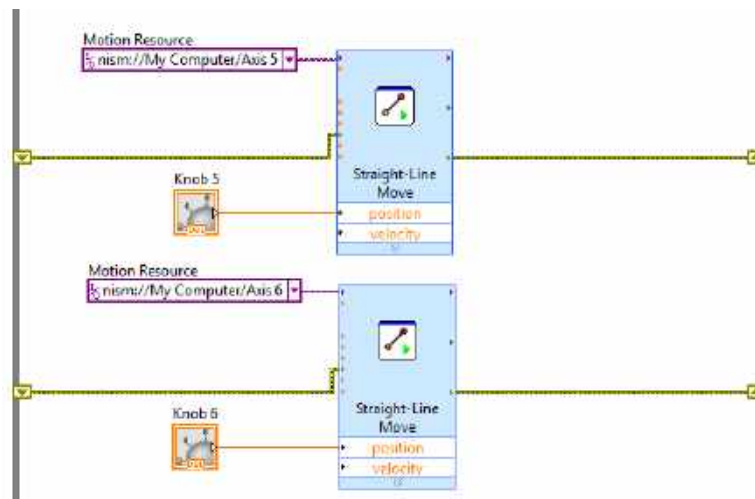 Motion Resource
nism://My Computer/Axis 5
Straight-Line
Move
Knob 5
position
velocity
Motion Resource
nism://My Computer/Axis 6
Straight-Line
Move
Knob 6
position
velocity